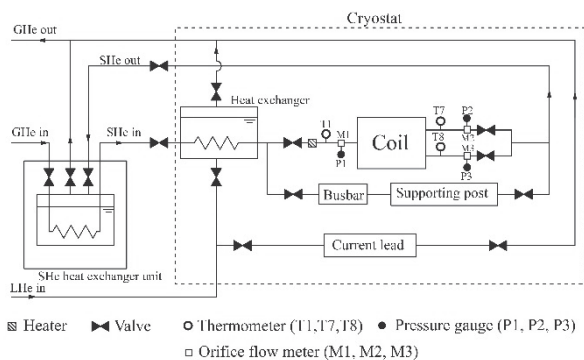 Cryostat
GHe out
SHe out
Heat exchanger
GHe in
SHe in
T1
M1
P1
Coil
T7
P2
M2
T8
M3
P3
Busbar
Supporting post
Current lead
SHe heat exchanger unit
LHe in
Heater
Valve
Thermometer (T1,T7,T8)
Pressure gauge (P1, P2, P3)
Orifice flow meter (M1, M2, M3)